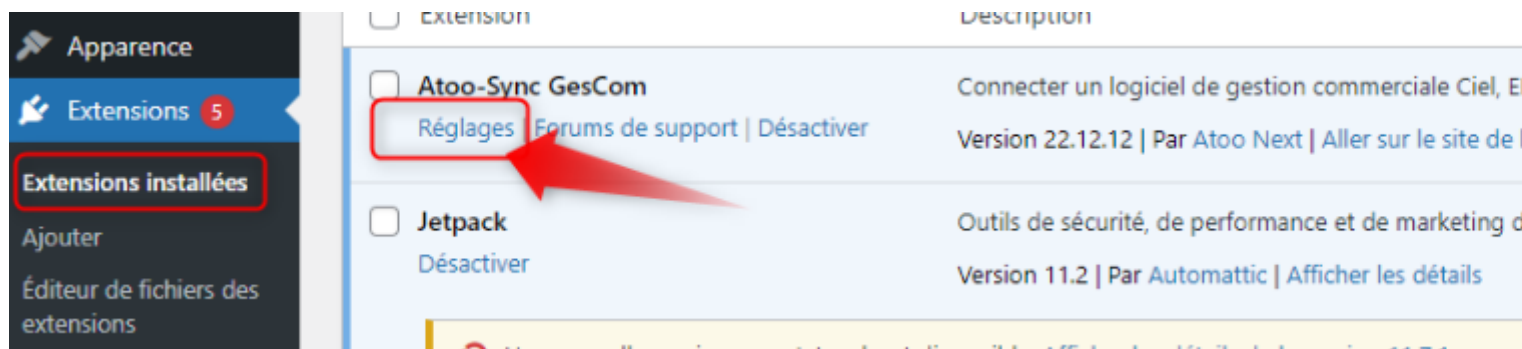 Apparence
Extensions 5
Extensions installées
Ajouter
Éditeur de fichiers des
extensions
Extension
Description
Atoo-Sync GesCom
Réglages | Forums de support | Désactiver
Connecter un logiciel de gestion commerciale Ciel,
Version 22.12.12 | Par Atoo Next | Aller sur le site de
Jetpack
Désactiver
Outils de sécurité, de performance et de marketing
Version 11.2 | Par Automattic | Afficher les détails